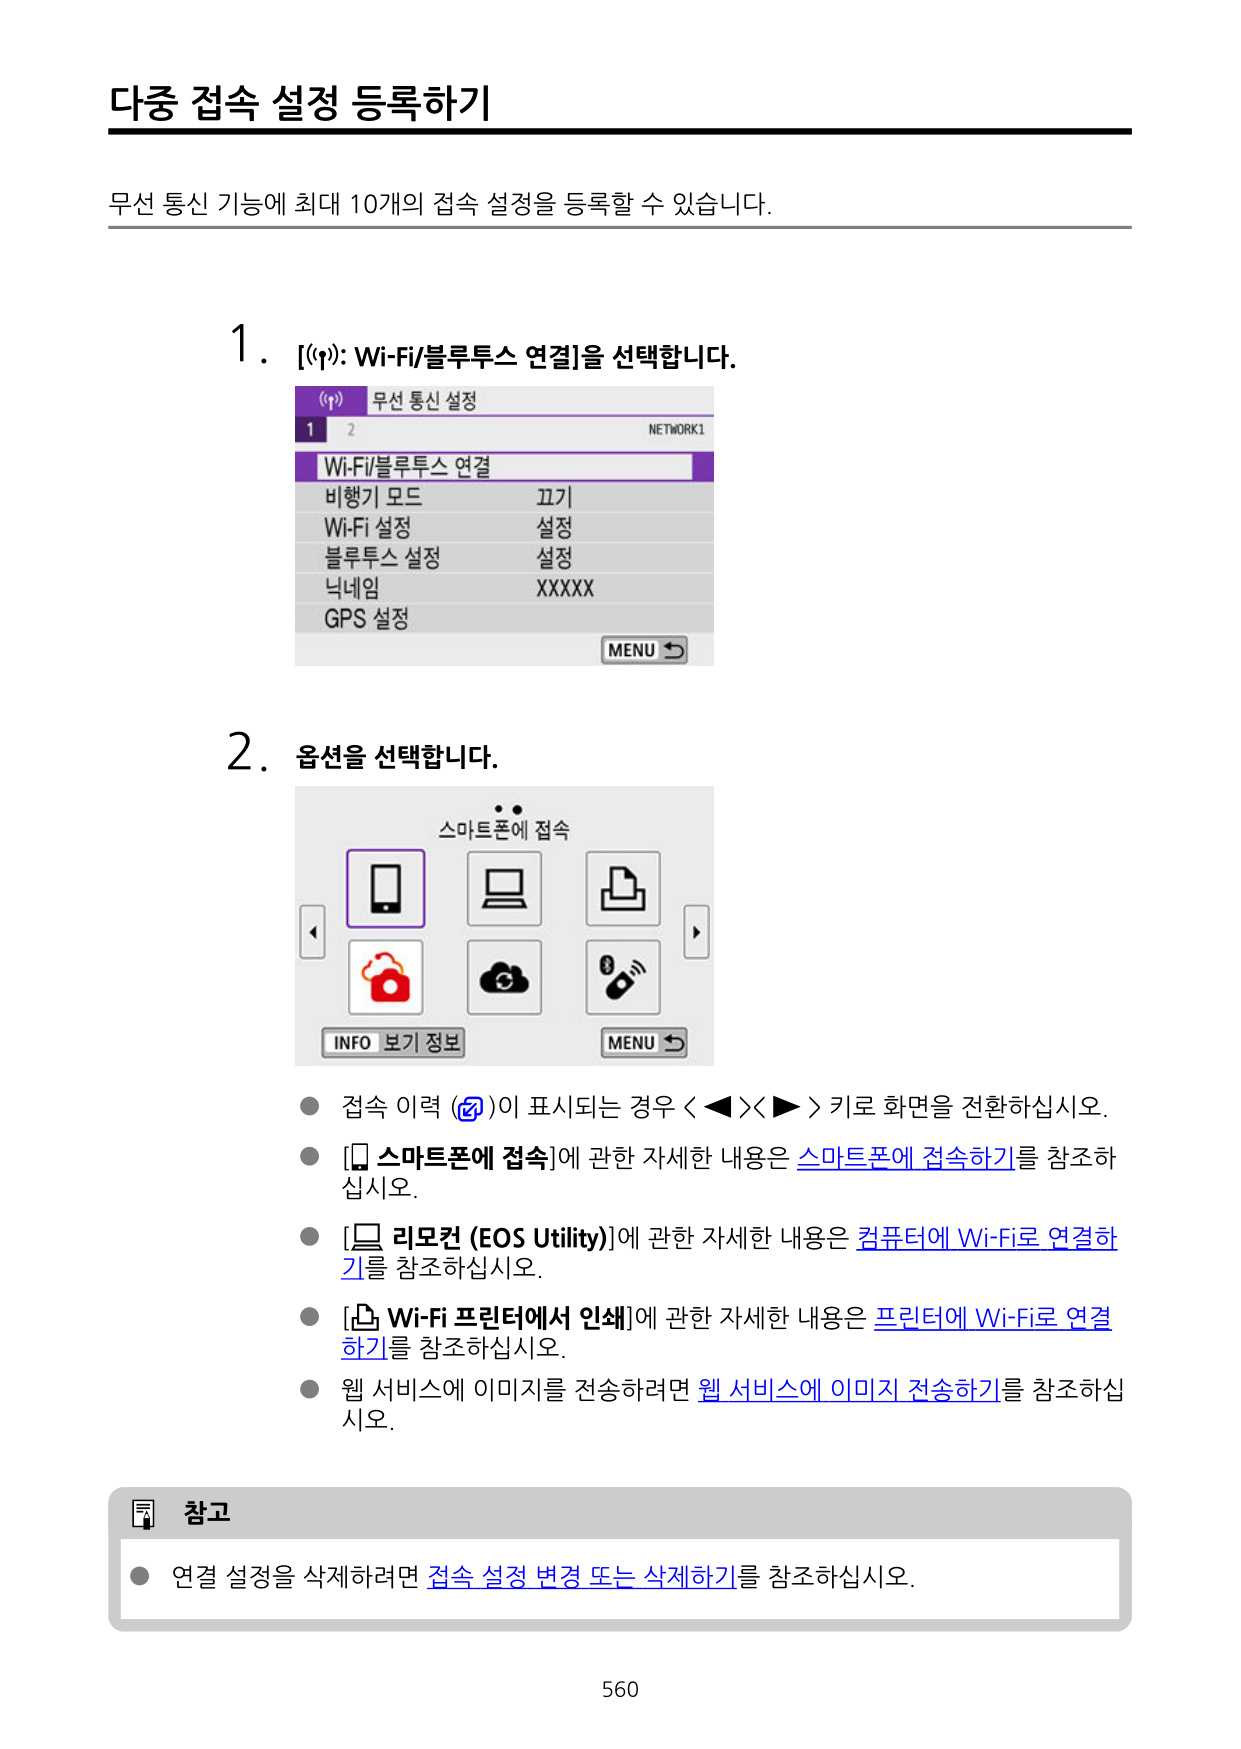 다중 접속 설정 등록하기
무선 통신 기능에 최대 10개의 접속 설정을 등록할 수 있습니다.
1. [: Wi-Fi/블루투스 연결]을 선택합니다.
무선 통신 설정
1 2 NETWORK1
Wi-Fi/블루투스 연결
비행기 모드 끄기
Wi-Fi 설정 설정
블루투스 설정 설정
닉네임 XXXXX
GPS 설정
MENU
2. 옵션을 선택합니다.
스마트폰에 접속
INFO 보기 정보 MENU
● 접속 이력 ( )이 표시되는 경우 < ◀ >< ▶ > 키로 화면을 전환하십시오.
● [ 스마트폰에 접속]에 관한 자세한 내용은 스마트폰에 접속하기를 참조하
십시오.
● [ 리모컨 (EOS Utility)]에 관한 자세한 내용은 컴퓨터에 Wi-Fi로 연결하
기를 참조하십시오.
● [ Wi-Fi 프린터에서 인쇄]에 관한 자세한 내용은 프린터에 Wi-Fi로 연결
하기를 참조하십시오.
● 웹 서비스에 이미지를 전송하려면 웹 서비스에 이미지 전송하기를 참조하십
시오.
참고
● 연결 설정을 삭제하려면 접속 설정 변경 또는 삭제하기를 참조하십시오.
560